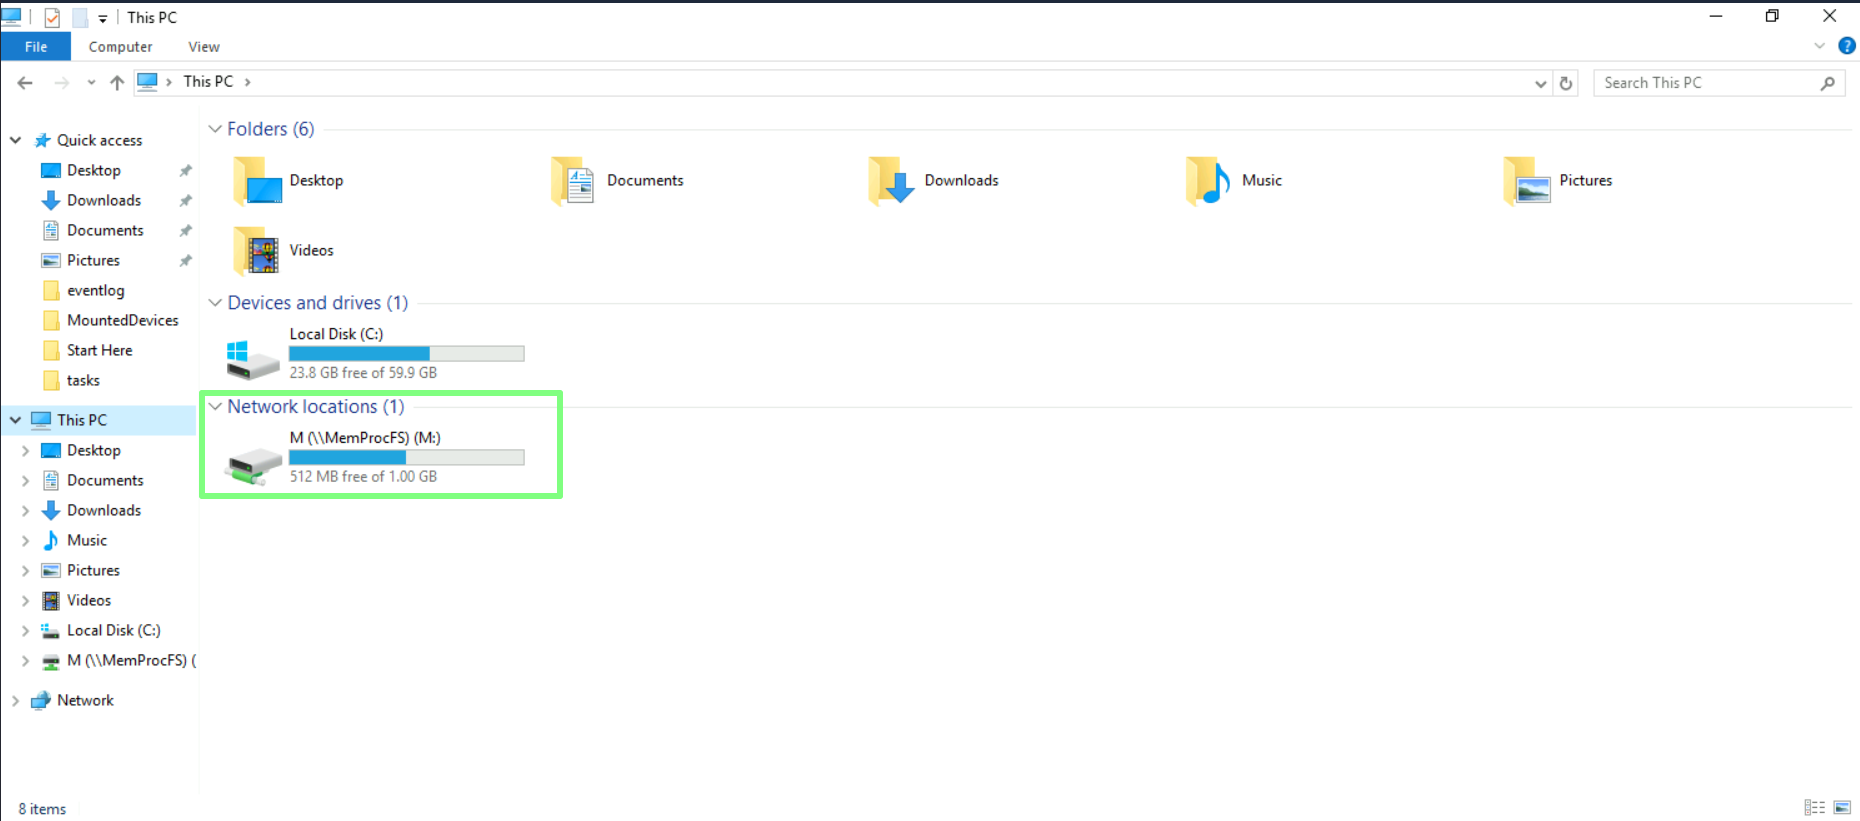 This PC
File
Computer
View
This PC
Search This PC
Quick access
Desktop
Downloads
Documents
Pictures
eventlog
MountedDevices
Start Here
tasks
This PC
Desktop
Documents
Downloads
Music
Pictures
Videos
Local Disk (C:)
M (\\MemProcFS) (
Network
Folders (6)
Desktop
Documents
Downloads
Music
Pictures
Videos
Devices and drives (1)
Local Disk (C:)
23.8 GB free of 59.9 GB
Network locations (1)
M (\\MemProcFS) (M:)
512 MB free of 1.00 GB
8 items